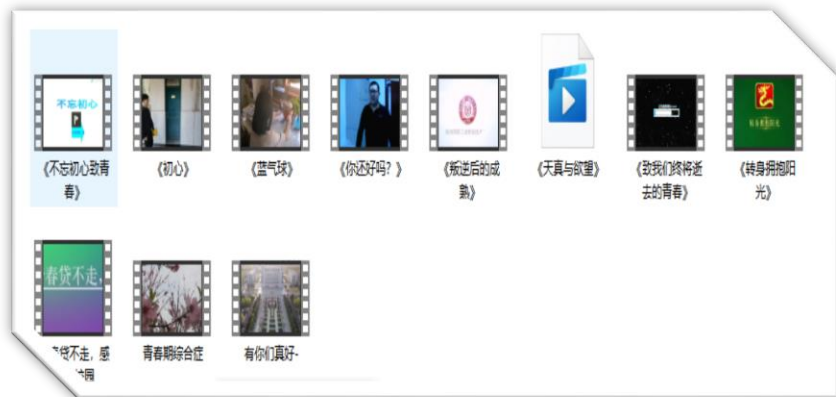 不忘初心
《不忘初心致青
春》
《初心》
《蓝气球》
《你还好吗？》
《叛逆后的成
熟》
《天真与欲望》
《致我们终将逝
去的青春》
《转身拥抱阳
光》
春贷不走，
贷不走，感
青春期综合症
有你们真好-